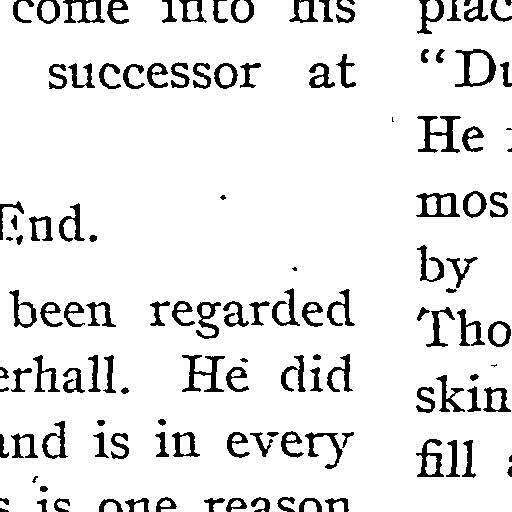 come into his
successor at
End.
been regarded
erhall. He did
and is in every
s is one reason
plac
"Du
He
mos
by
Tho
skin
fill